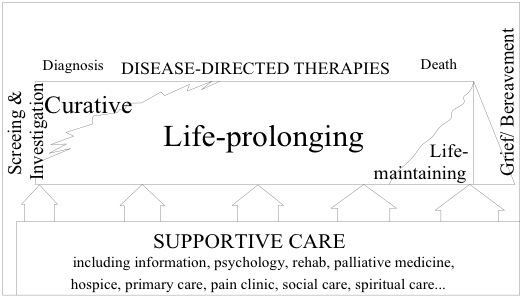 Diagnosis
DISEASE-DIRECTED THERAPIES
Death
Screeing &
Investigation
Curative
Life-prolonging
Life-
maintaining
Grief/ Bereavement
SUPPORTIVE CARE
including information, psychology, rehab, palliative medicine,
hospice, primary care, pain clinic, social care, spiritual care...